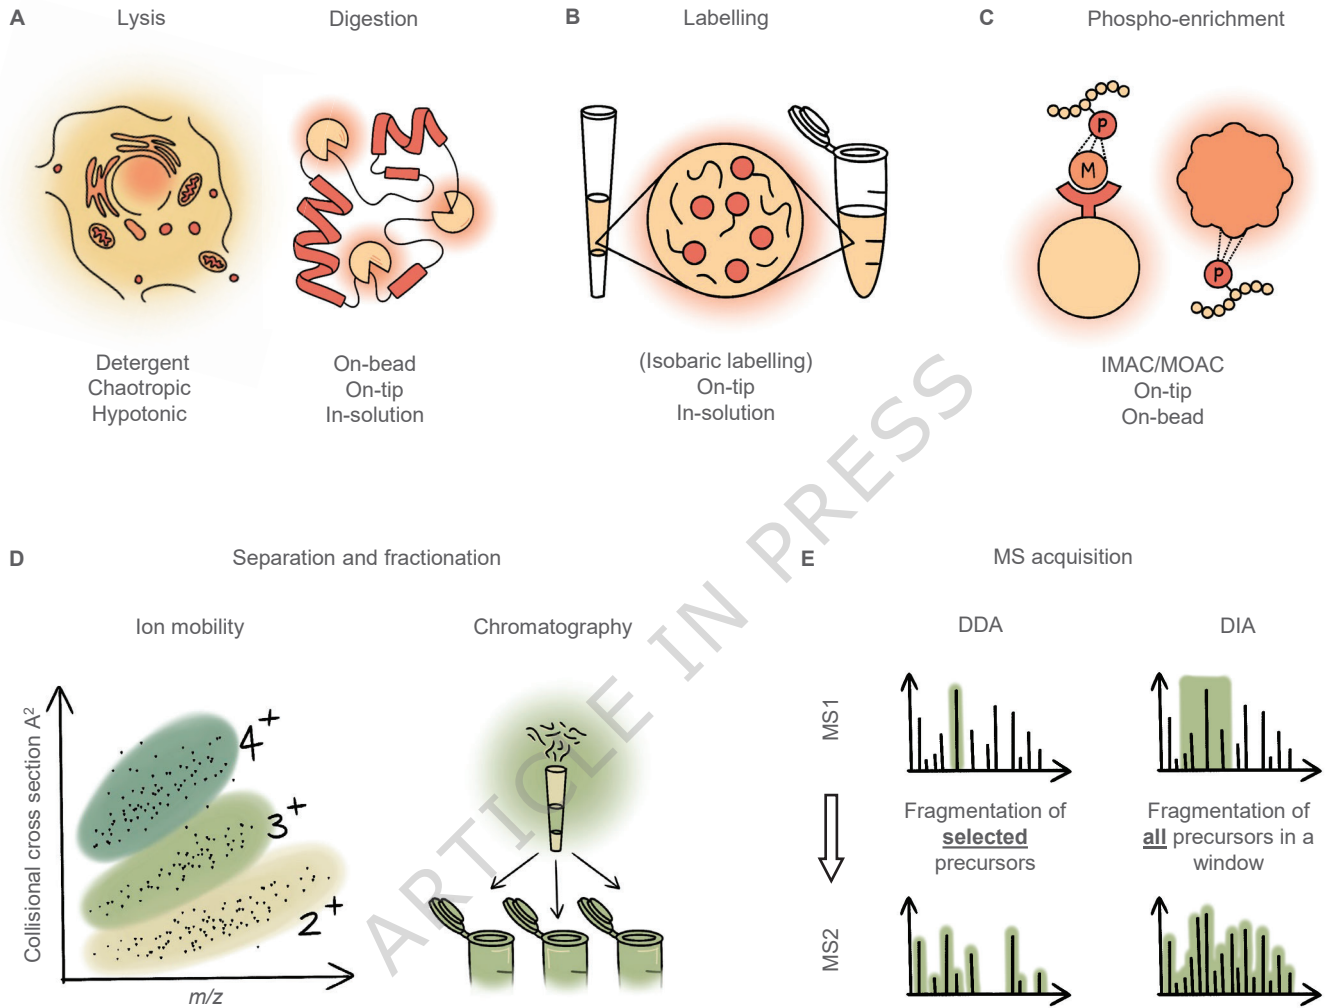 A
Lysis
Digestion
Detergent
Chaotropic
Hypotonic
On-bead
On-tip
In-solution
B
Labelling
(Isobaric labelling)
On-tip
In-solution
C
Phospho-enrichment
P
M
P
IMAC/MOAC
On-tip
On-bead
ARTICLE IN PRESS
D
Separation and fractionation
Ion mobility
Collisional cross section A²
4+
3+
2+
m/z
Chromatography
E
MS acquisition
DDA
DIA
MS1
Fragmentation of
selected
precursors
Fragmentation of
all precursors in a
window
MS2